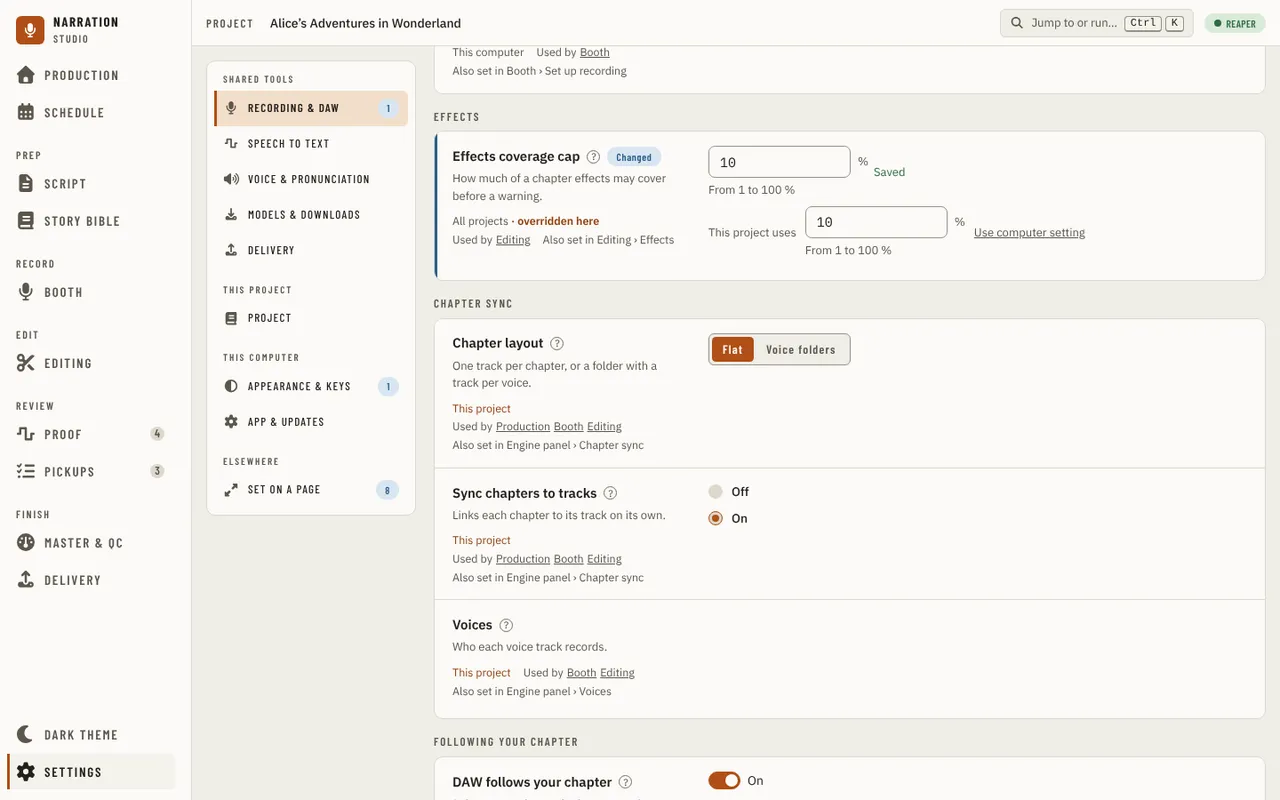 NARRATION
STUDIO
PRODUCTION
SCHEDULE
PREP
SCRIPT
STORY BIBLE
RECORD
BOOTH
EDIT
EDITING
REVIEW
PROOF 4
PICKUPS 3
FINISH
MASTER & QC
DELIVERY
DARK THEME
SETTINGS
PROJECT Alice's Adventures in Wonderland
Jump to or run... Ctrl K
REAPER
SHARED TOOLS
RECORDING & DAW 1
SPEECH TO TEXT
VOICE & PRONUNCIATION
MODELS & DOWNLOADS
DELIVERY
THIS PROJECT
PROJECT
THIS COMPUTER
APPEARANCE & KEYS 1
APP & UPDATES
ELSEWHERE
SET ON A PAGE 8
This computer Used by Booth
Also set in Booth › Set up recording
EFFECTS
Effects coverage cap ? Changed
How much of a chapter effects may cover
before a warning.
All projects · overridden here
Used by Editing Also set in Editing › Effects
10 % Saved
From 1 to 100 %
This project uses 10 % Use computer setting
From 1 to 100 %
CHAPTER SYNC
Chapter layout ?
One track per chapter, or a folder with a
track per voice.
This project
Used by Production Booth Editing
Also set in Engine panel › Chapter sync
Flat Voice folders
Sync chapters to tracks ?
Links each chapter to its track on its own.
This project
Used by Production Booth Editing
Also set in Engine panel › Chapter sync
Off
On
Voices ?
Who each voice track records.
This project Used by Booth Editing
Also set in Engine panel › Voices
FOLLOWING YOUR CHAPTER
DAW follows your chapter ?
On